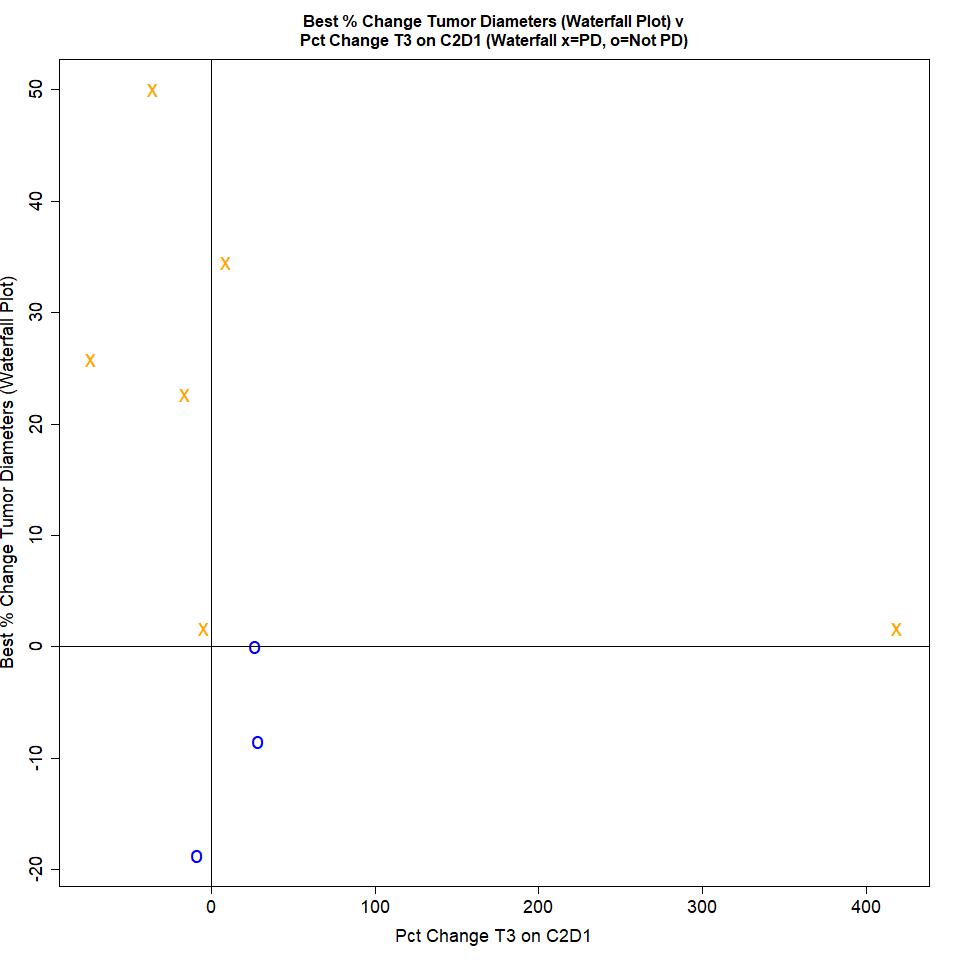 Best % Change Tumor Diameters (Waterfall Plot) v
Pct Change T3 on C2D1 (Waterfall x=PD, o=Not PD)
Best % Change Tumor Diameters (Waterfall Plot)
50
40
30
20
10
0
-10
-20
X
X
X
X
X
X
O
O
O
0
100
200
300
400
Pct Change T3 on C2D1